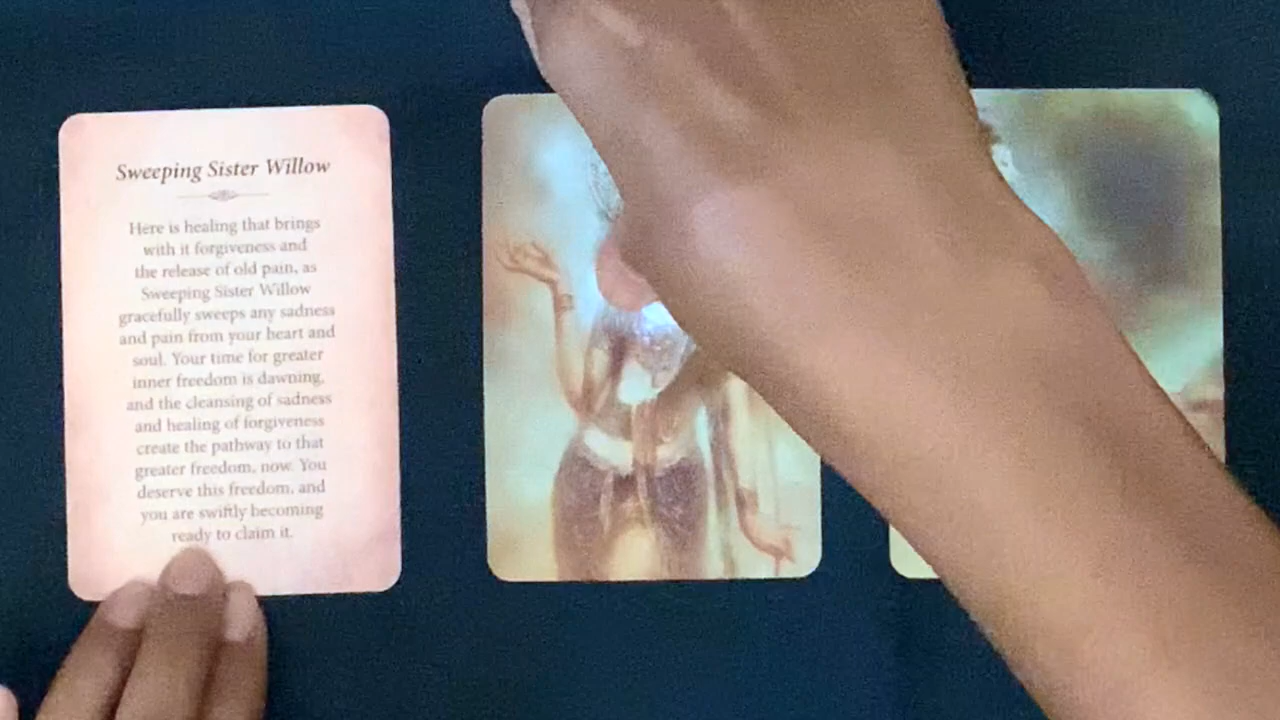 Sweeping Sister Willow
Here is healing that brings
with it forgiveness and
the release of old pain, as
Sweeping Sister Willow
gracefully sweeps any sadness
and pain from your heart and
soul. Your time for greater
inner freedom is dawning,
and the cleansing of sadness
and healing of forgiveness
create the pathway to that
greater freedom, now. You
deserve this freedom, and
you are swiftly becoming
ready to claim it.